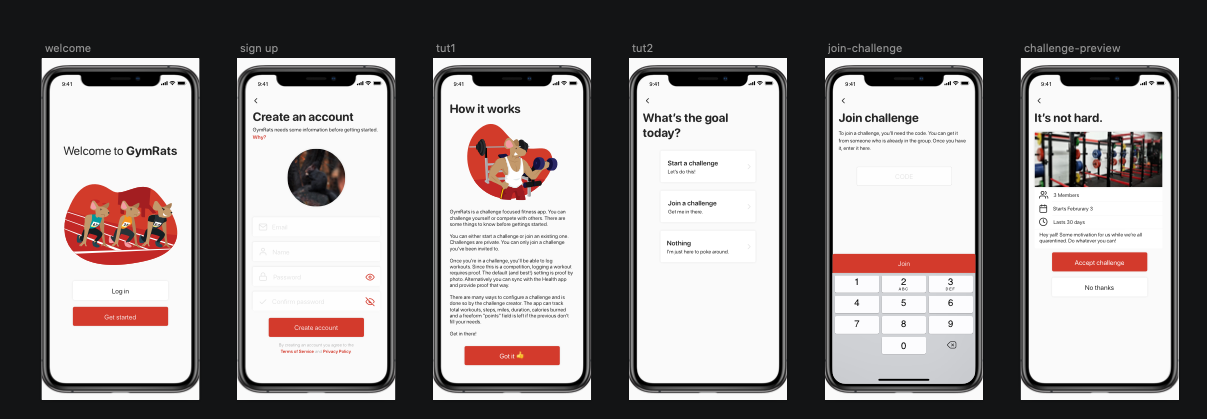 welcome
9:41
Welcome to GymRats
Log in
Get started
sign up
9:41
Create an account
GymRats needs some information before getting started.
Why?
Email
Name
Password
Confirm password
Create account
By creating an account you agree to the
Terms of Service and Privacy Policy
tut1
9:41
How it works
GymRats is a challenge focused fitness app. You can
challenge yourself or compete with others. There are
some things to know before gettings started.
You can either start a challenge or join an existing one.
Challenges are private. You can only join a challenge
you've been invited to.
Once you're in a challenge, you'll be able to log
workouts. Since this is a competition, logging a workout
requires proof. The default (and best) setting is proof by
photo. Alternatively you can sync with the Health app
and provide proof that way.
There are many ways to configure a challenge and is
done so by the challenge creator. The app can track
total workouts, steps, miles, duration, calories burned
and a freeform "points" field is left if the previous don't
fill your needs.
Get in there!
Got it 👍
tut2
9:41
What's the goal
today?
Start a challenge
Let's do this!
Join a challenge
Get me in there.
Nothing
I'm just here to poke around.
join-challenge
9:41
Join challenge
To join a challenge, you'll need the code. You can get it
from someone who is already in the group. Once you have
it, enter it here.
CODE
Join
1 2 3
ABC DEF
4 5 6
7 8 9
0
challenge-preview
9:41
It's not hard.
3 Members
Starts Februrary 3
Lasts 30 days
Hey yall! Some motivation for us while we're all
quarantined. Do whatever you can!
Accept challenge
No thanks